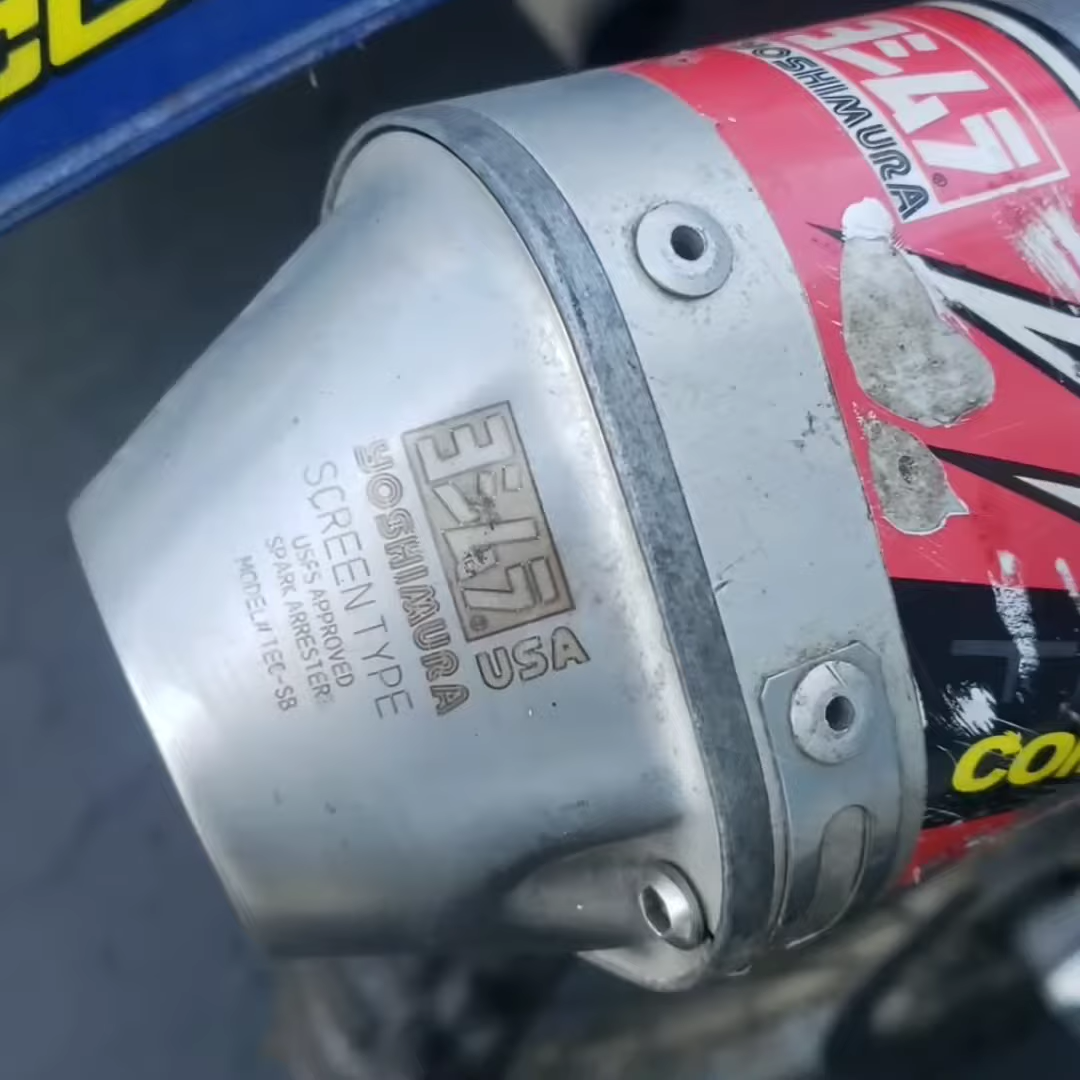 ヨシムラ
YOSHIMURA
ヨシムラ
USA
YOSHIMURA
SCREEN TYPE
USFS APPROVED
SPARK ARRESTER
MODEL# TEC-S8